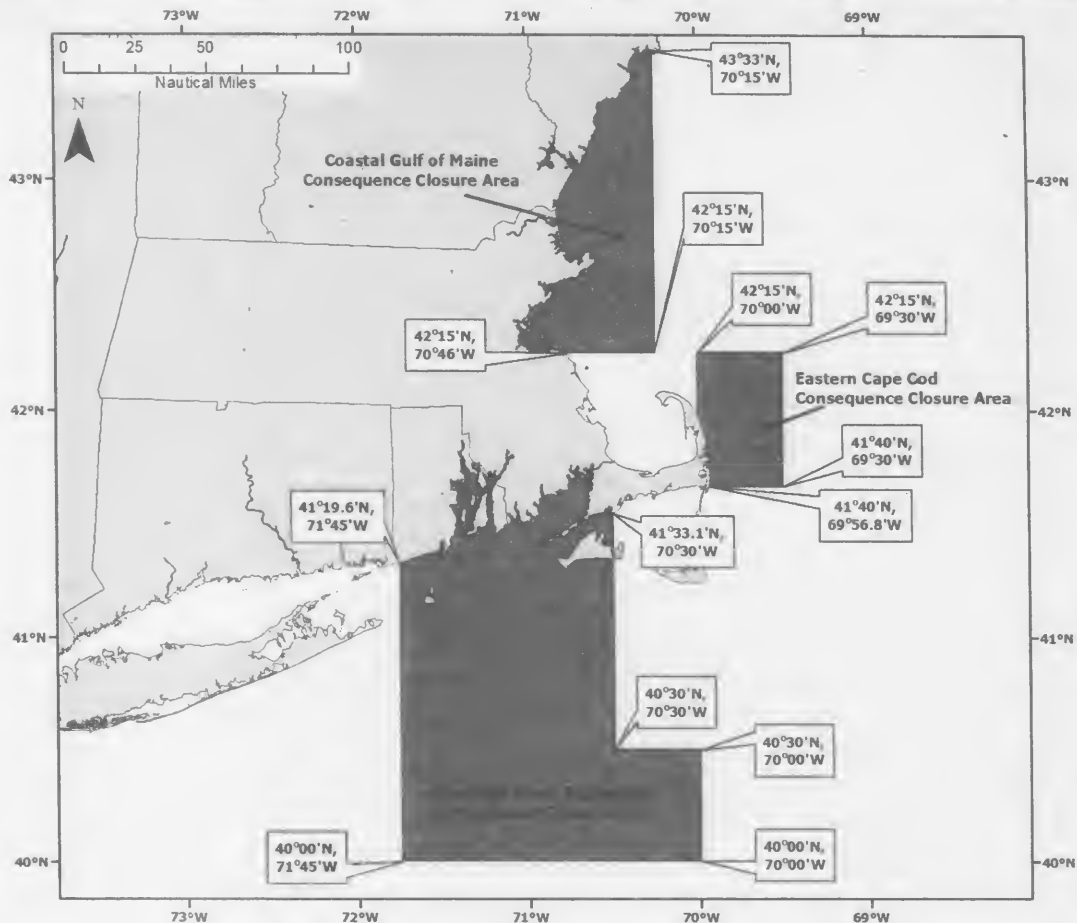 73°W 72°W 71°W 70°W 69°W
0 25 50 100
Nautical Miles
N
43°33'N,
70°15'W
Coastal Gulf of Maine
Consequence Closure Area
43°N 43°N
42°15'N,
70°15'W
42°15'N,
70°00'W
42°15'N,
69°30'W
42°15'N,
70°46'W
Eastern Cape Cod
Consequence Closure Area
42°N 42°N
41°40'N,
69°30'W
41°19.6'N,
71°45'W
41°40'N,
69°56.8'W
41°33.1'N,
70°30'W
41°N 41°N
40°30'N,
70°30'W
40°30'N,
70°00'W
40°00'N,
71°45'W
40°00'N,
70°00'W
40°N 40°N
73°W 72°W 71°W 70°W 69°W